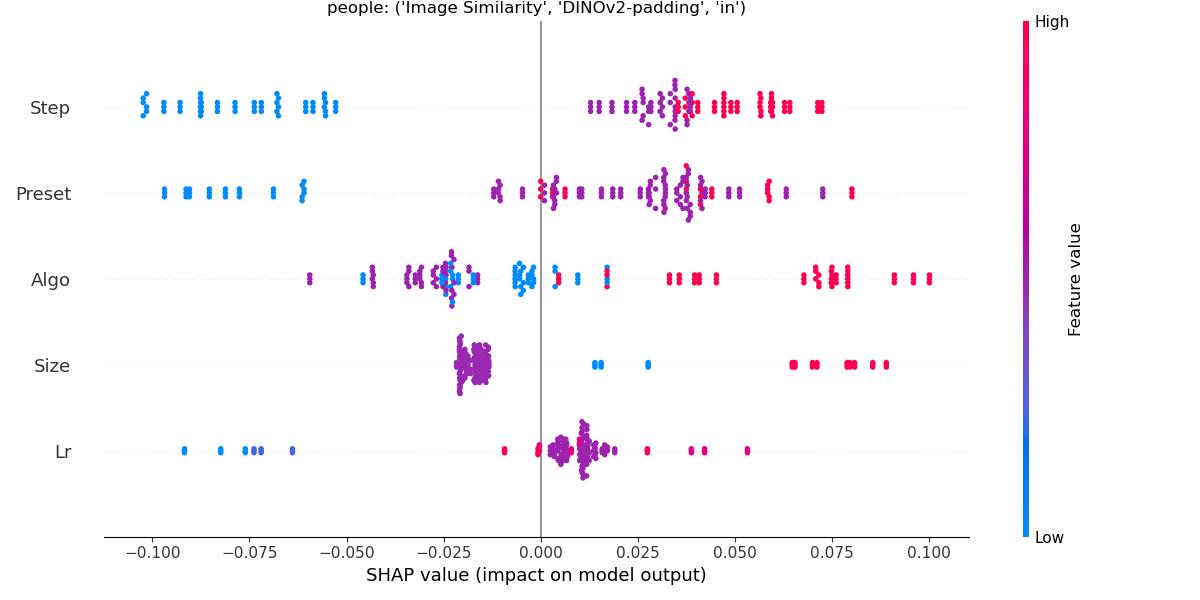 people: ('Image Similarity', 'DINOv2-padding', 'in')
High
Step
Preset
Algo
Size
Lr
Feature value
Low
−0.100 −0.075 −0.050 −0.025 0.000 0.025 0.050 0.075 0.100
SHAP value (impact on model output)